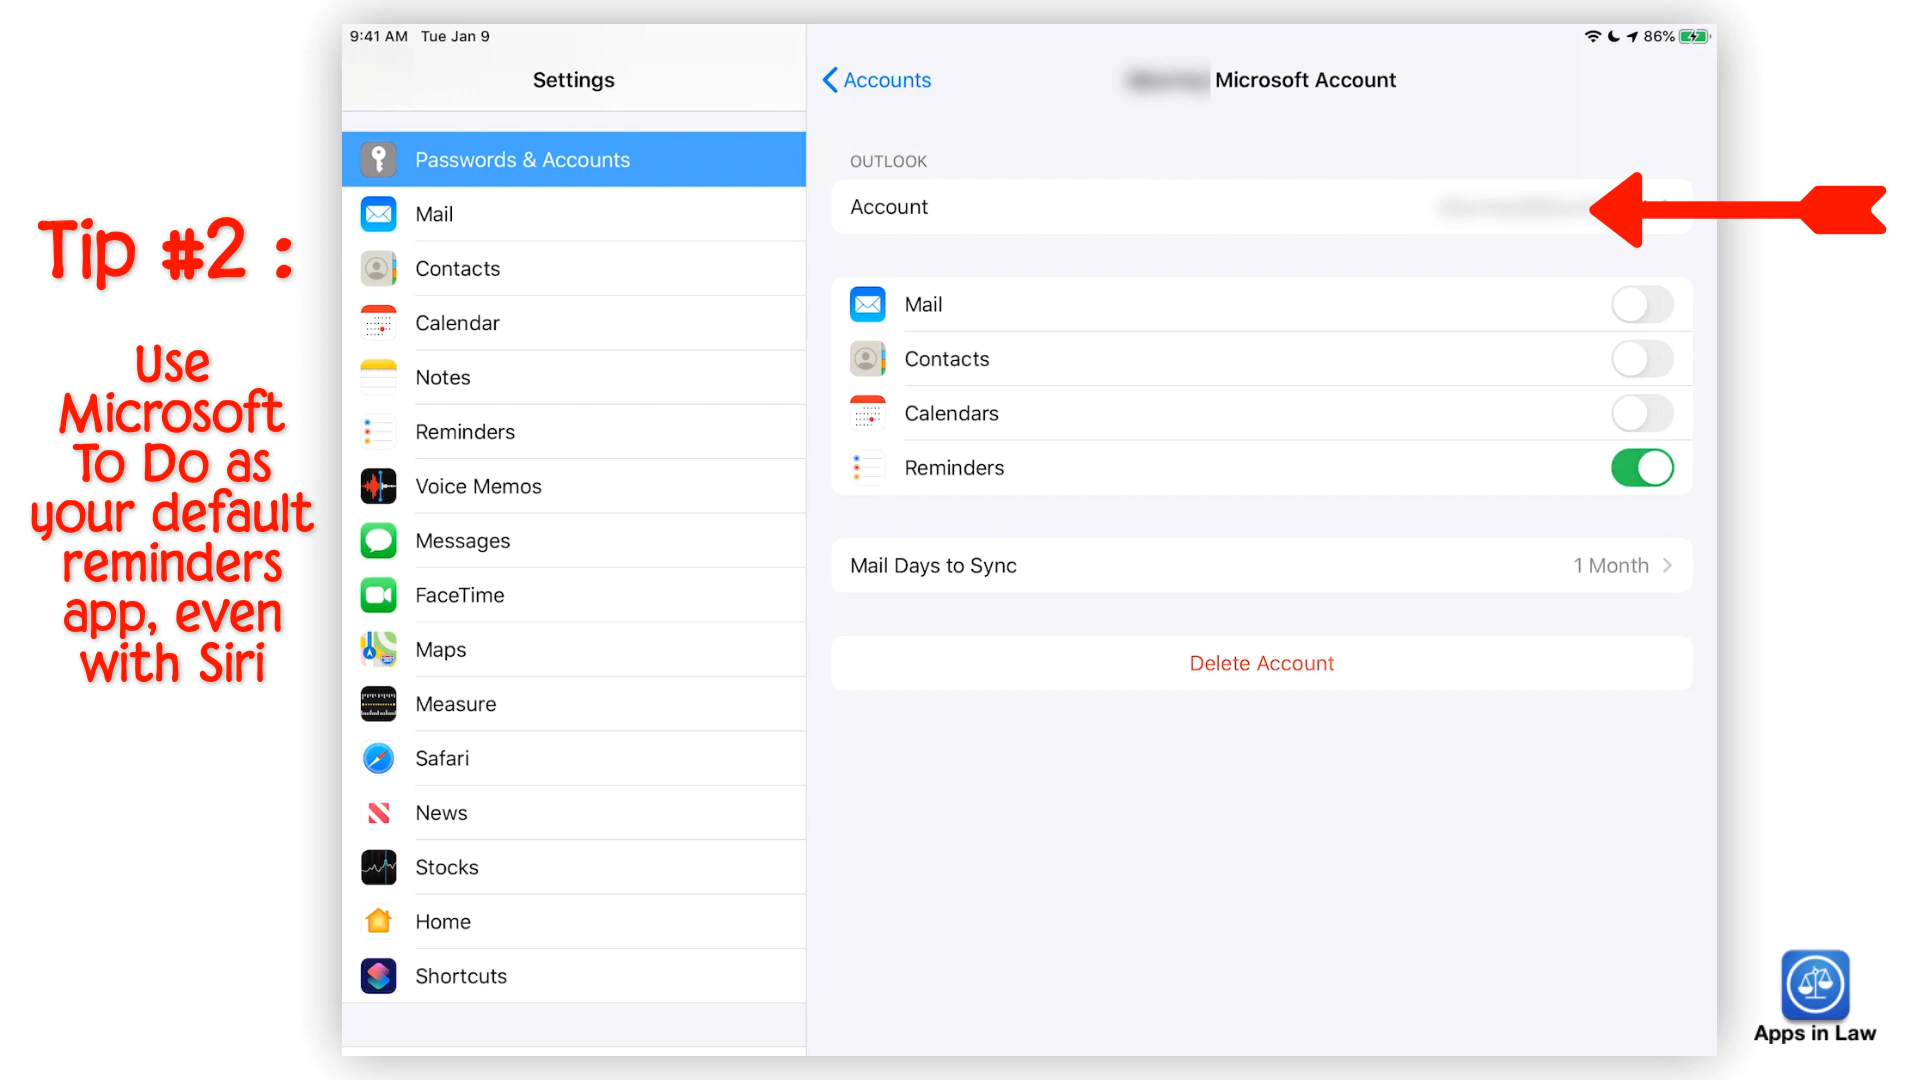 9:41 AM Tue Jan 9
86%
Settings
Accounts
Microsoft Account
Tip #2 :
Use
Microsoft
To Do as
your default
reminders
app, even
with Siri
Passwords & Accounts
Mail
Contacts
Calendar
Notes
Reminders
Voice Memos
Messages
FaceTime
Maps
Measure
Safari
News
Stocks
Home
Shortcuts
OUTLOOK
Account
Mail
Contacts
Calendars
Reminders
Mail Days to Sync 1 Month
Delete Account
Apps in Law